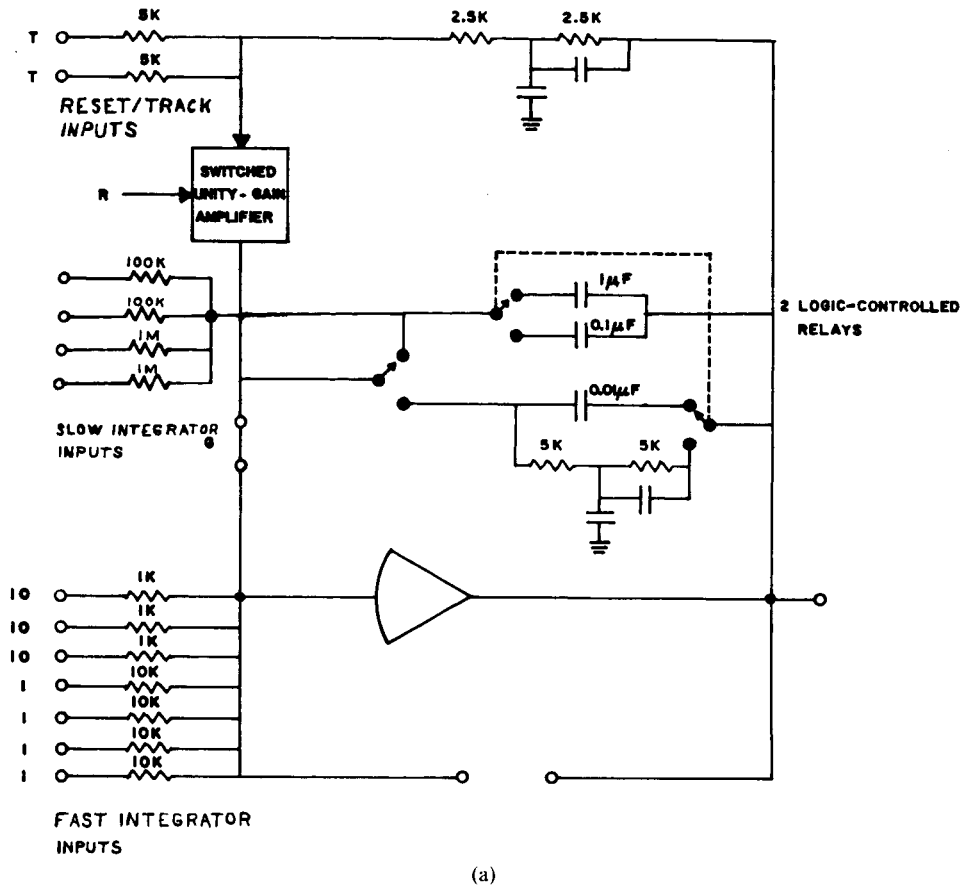 5K
2.5K
2.5K
T
5K
T
RESET/TRACK
INPUTS
SWITCHED
UNITY-GAIN
AMPLIFIER
R
100K
1µF
100K
2 LOGIC-CONTROLLED
RELAYS
0.1µF
1M
1M
0.01µF
SLOW INTEGRATOR
INPUTS
G
5K
5K
1K
10
1K
10
1K
10
10K
1
10K
1
10K
1
10K
1
FAST INTEGRATOR
INPUTS
(a)